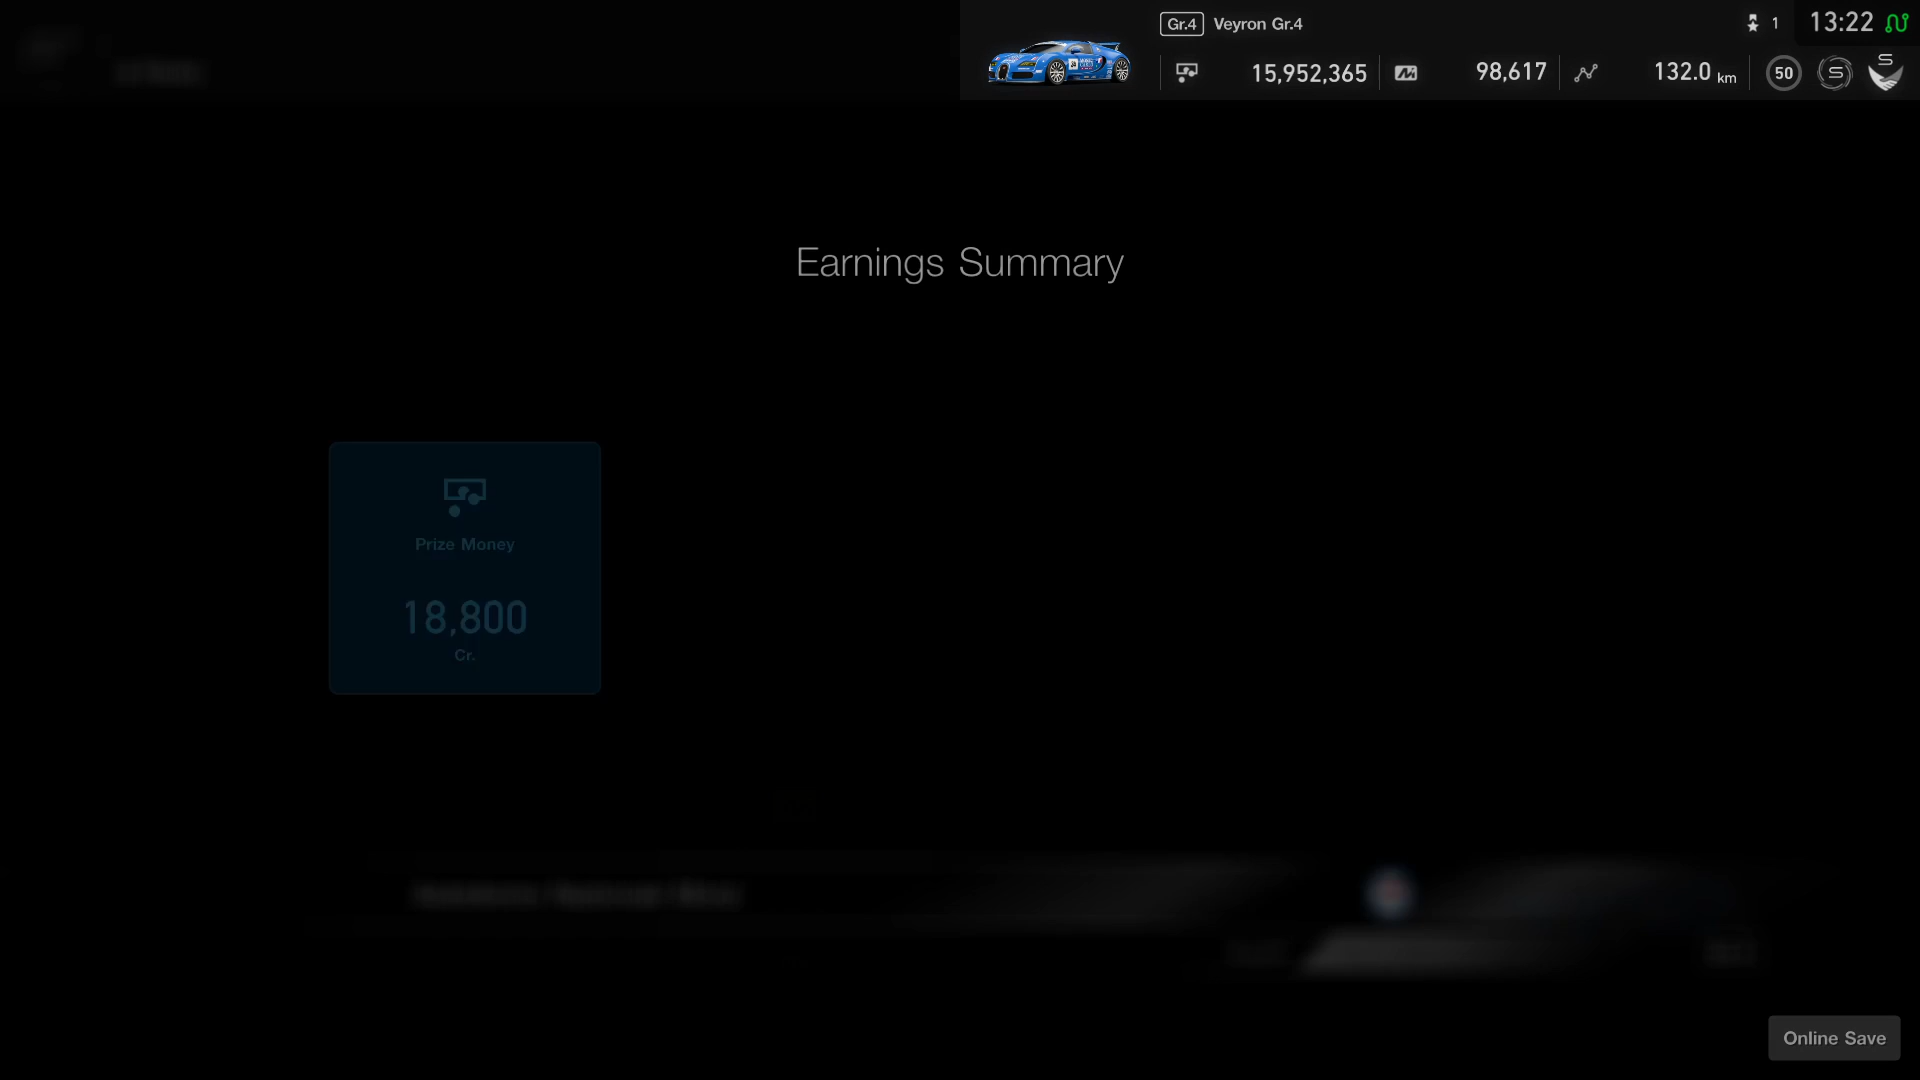 Gr.4 Veyron Gr.4
1
13:22
15,952,365
98,617
132.0 km
50
S
S
Earnings Summary
Prize Money
18,800
Cr.
Online Save